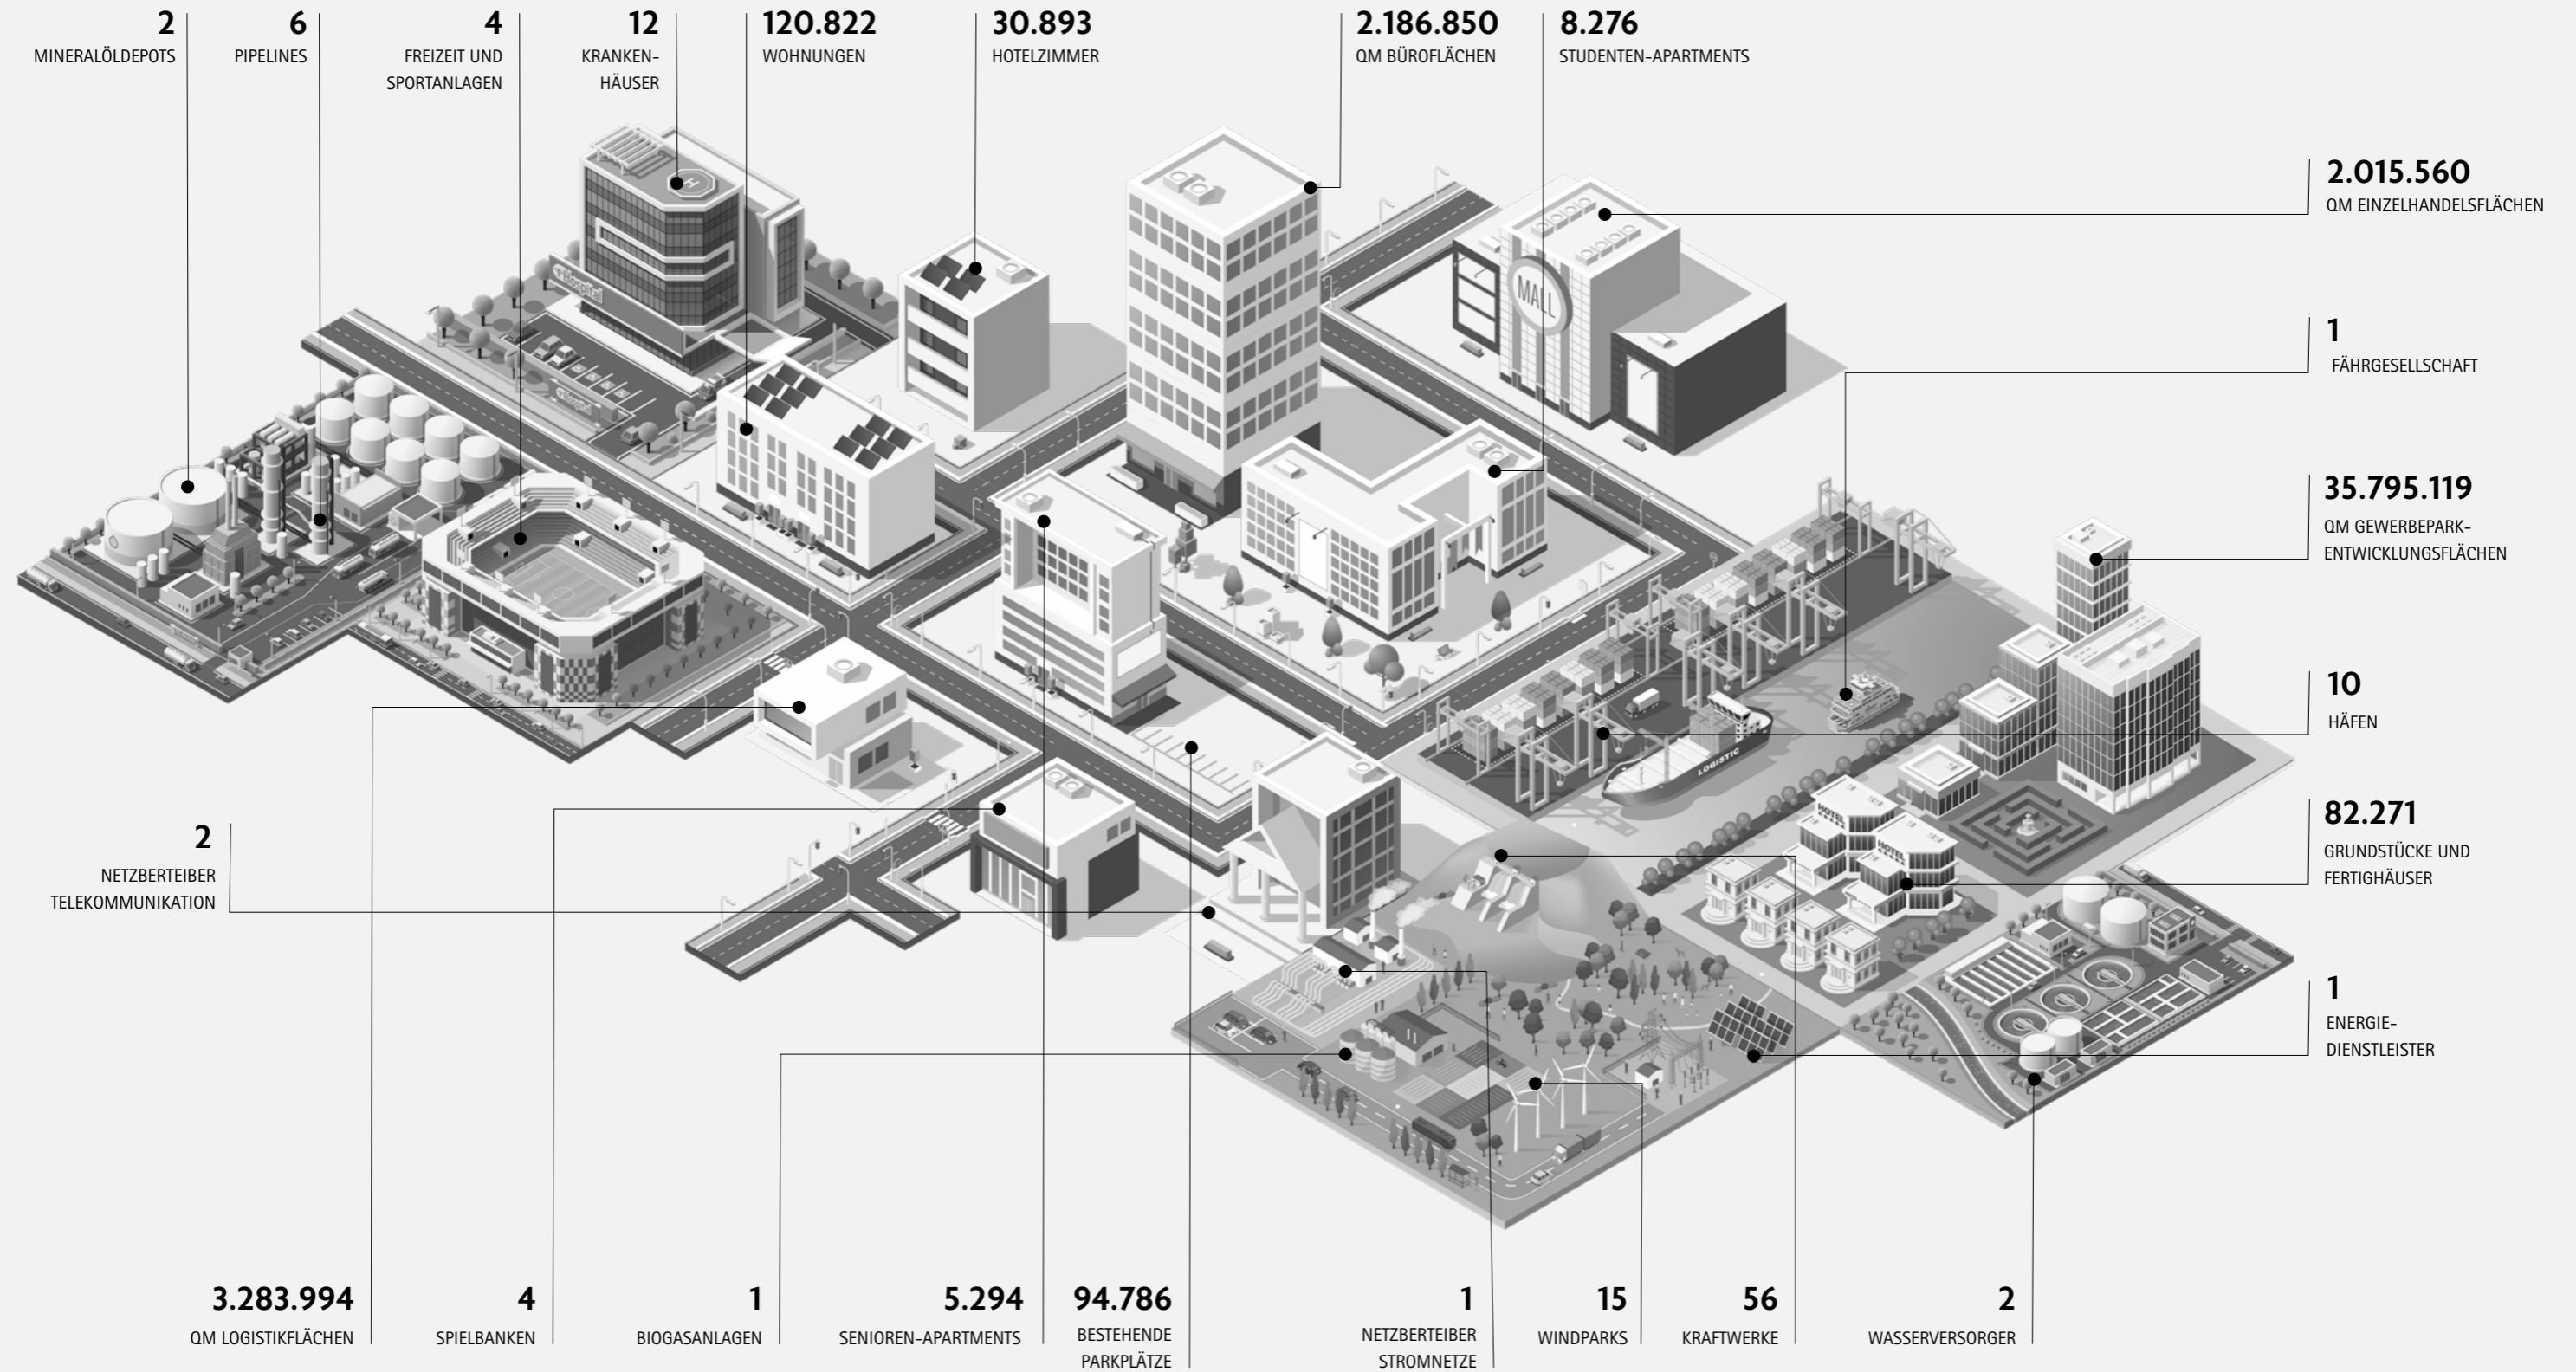 2
MINERALÖLDEPOTS
6
PIPELINES
4
FREIZEIT UND
SPORTANLAGEN
12
KRANKEN-
HÄUSER
120.822
WOHNUNGEN
30.893
HOTELZIMMER
2.186.850
QM BÜROFLÄCHEN
8.276
STUDENTEN-APARTMENTS
2.015.560
QM EINZELHANDELSFLÄCHEN
1
FÄHRGESELLSCHAFT
35.795.119
QM GEWERBEPARK-
ENTWICKLUNGSFLÄCHEN
10
HÄFEN
82.271
GRUNDSTÜCKE UND
FERTIGHÄUSER
1
ENERGIE-
DIENSTLEISTER
H
+Hospital
+Hospital
MALL
LOGISTIC
HOTEL
HOTEL
2
NETZBERTEIBER
TELEKOMMUNIKATION
3.283.994
QM LOGISTIKFLÄCHEN
4
SPIELBANKEN
1
BIOGASANLAGEN
5.294
SENIOREN-APARTMENTS
94.786
BESTEHENDE
PARKPLÄTZE
1
NETZBERTEIBER
STROMNETZE
15
WINDPARKS
56
KRAFTWERKE
2
WASSERVERSORGER